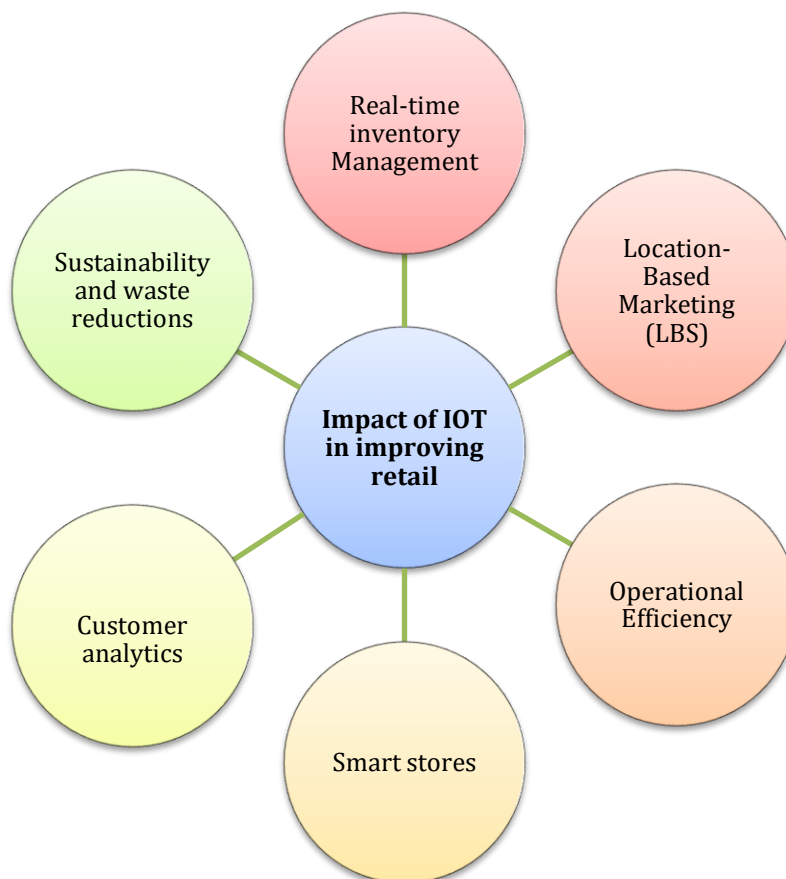 Real-time
inventory
Management
Location-
Based
Marketing
(LBS)
Operational
Efficiency
Smart stores
Customer
analytics
Sustainability
and waste
reductions
Impact of IOT
in improving
retail